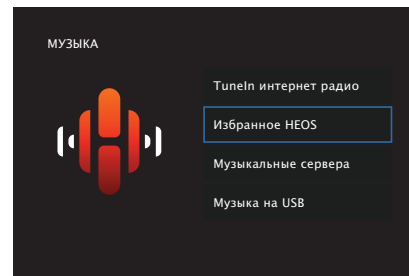 МУЗЫКА
TuneIn интернет радио
Избранное HEOS
Музыкальные сервера
Музыка на USB